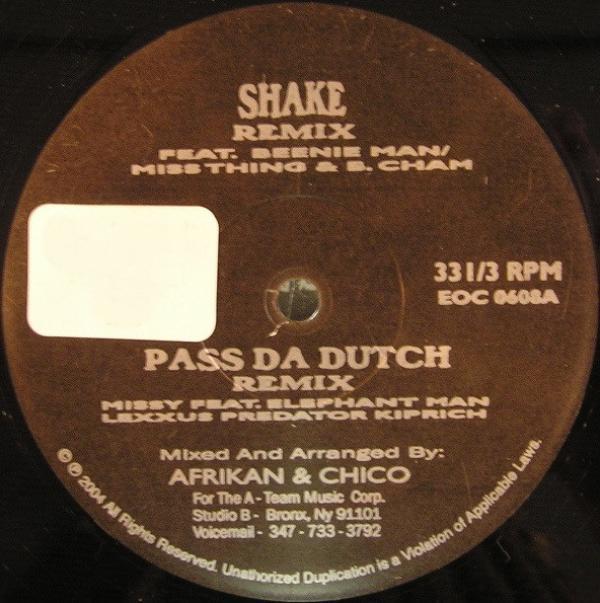 SHAKE
REMIX
FEAT. BEENIE MAN/
MISS THING & B. CHAM
33 1/3 RPM
EOC 0608A
PASS DA DUTCH
REMIX
MISSY FEAT. ELEPHANT MAN
LEXXUS PREDATOR KIPRICH
Mixed And Arranged By:
AFRIKAN & CHICO
For The A - Team Music Corp.
Studio B - Bronx, Ny 91101
Voicemail - 347 - 733 - 3792
© ℗ 2004 All Rights Reserved. Unathorized Duplication is a Violation of Applicable Laws.